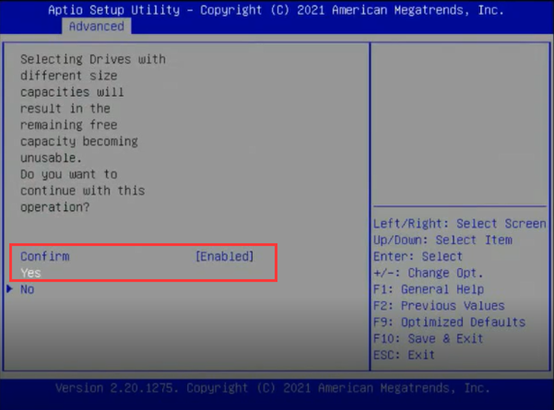 Aptio Setup Utility - Copyright (C) 2021 American Megatrends, Inc.
Advanced
Selecting Drives with
different size
capacities will
result in the
remaining free
capacity becoming
unusable.
Do you want to
continue with this
operation?
Confirm [Enabled]
Yes
No
Left/Right: Select Screen
Up/Down: Select Item
Enter: Select
+/-: Change Opt.
F1: General Help
F2: Previous Values
F9: Optimized Defaults
F10: Save & Exit
ESC: Exit
Version 2.20.1275. Copyright (C) 2021 American Megatrends, Inc.